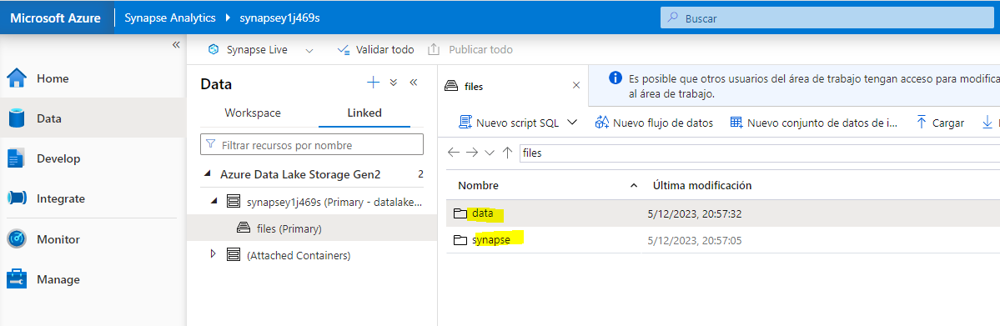 Microsoft Azure
Synapse Analytics
synapsey1j469s
Buscar
Synapse Live
Validar todo
Publicar todo
Home
Data
Develop
Integrate
Monitor
Manage
Data
Workspace
Linked
Filtrar recursos por nombre
Azure Data Lake Storage Gen2 2
synapsey1j469s (Primary - datalake...
files (Primary)
(Attached Containers)
files
Es posible que otros usuarios del área de trabajo tengan acceso para modifica
al área de trabajo.
Nuevo script SQL
Nuevo flujo de datos
Nuevo conjunto de datos de i...
Cargar
files
Nombre
Última modificación
data
5/12/2023, 20:57:32
synapse
5/12/2023, 20:57:05